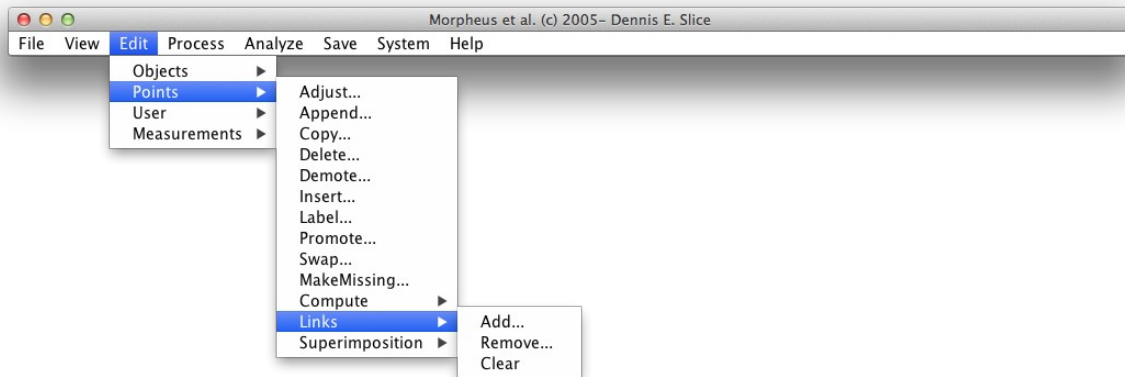 Morpheus et al. (c) 2005- Dennis E. Slice
File View Edit Process Analyze Save System Help
Objects
Points
User
Measurements
Adjust...
Append...
Copy...
Delete...
Demote...
Insert...
Label...
Promote...
Swap...
MakeMissing...
Compute
Links
Superimposition
Add...
Remove...
Clear